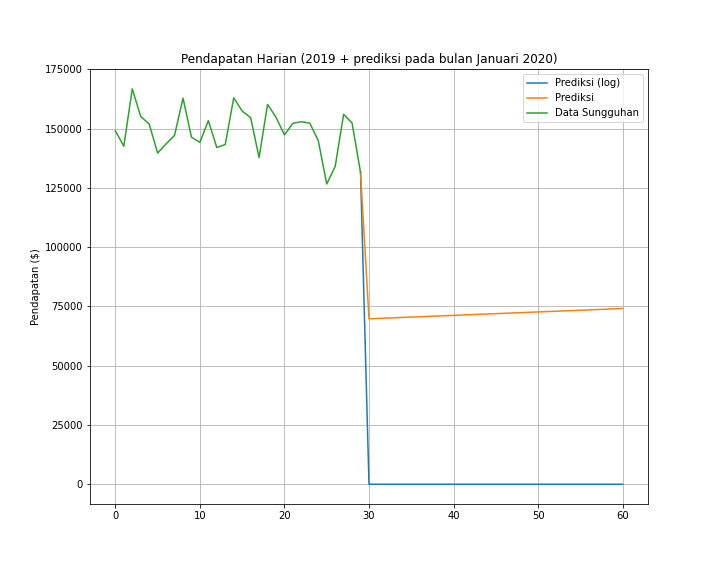 Pendapatan Harian (2019 + prediksi pada bulan Januari 2020)
Prediksi (log)
Prediksi
Data Sungguhan
Pendapatan ($)
175000
150000
125000
100000
75000
50000
25000
0
0 10 20 30 40 50 60